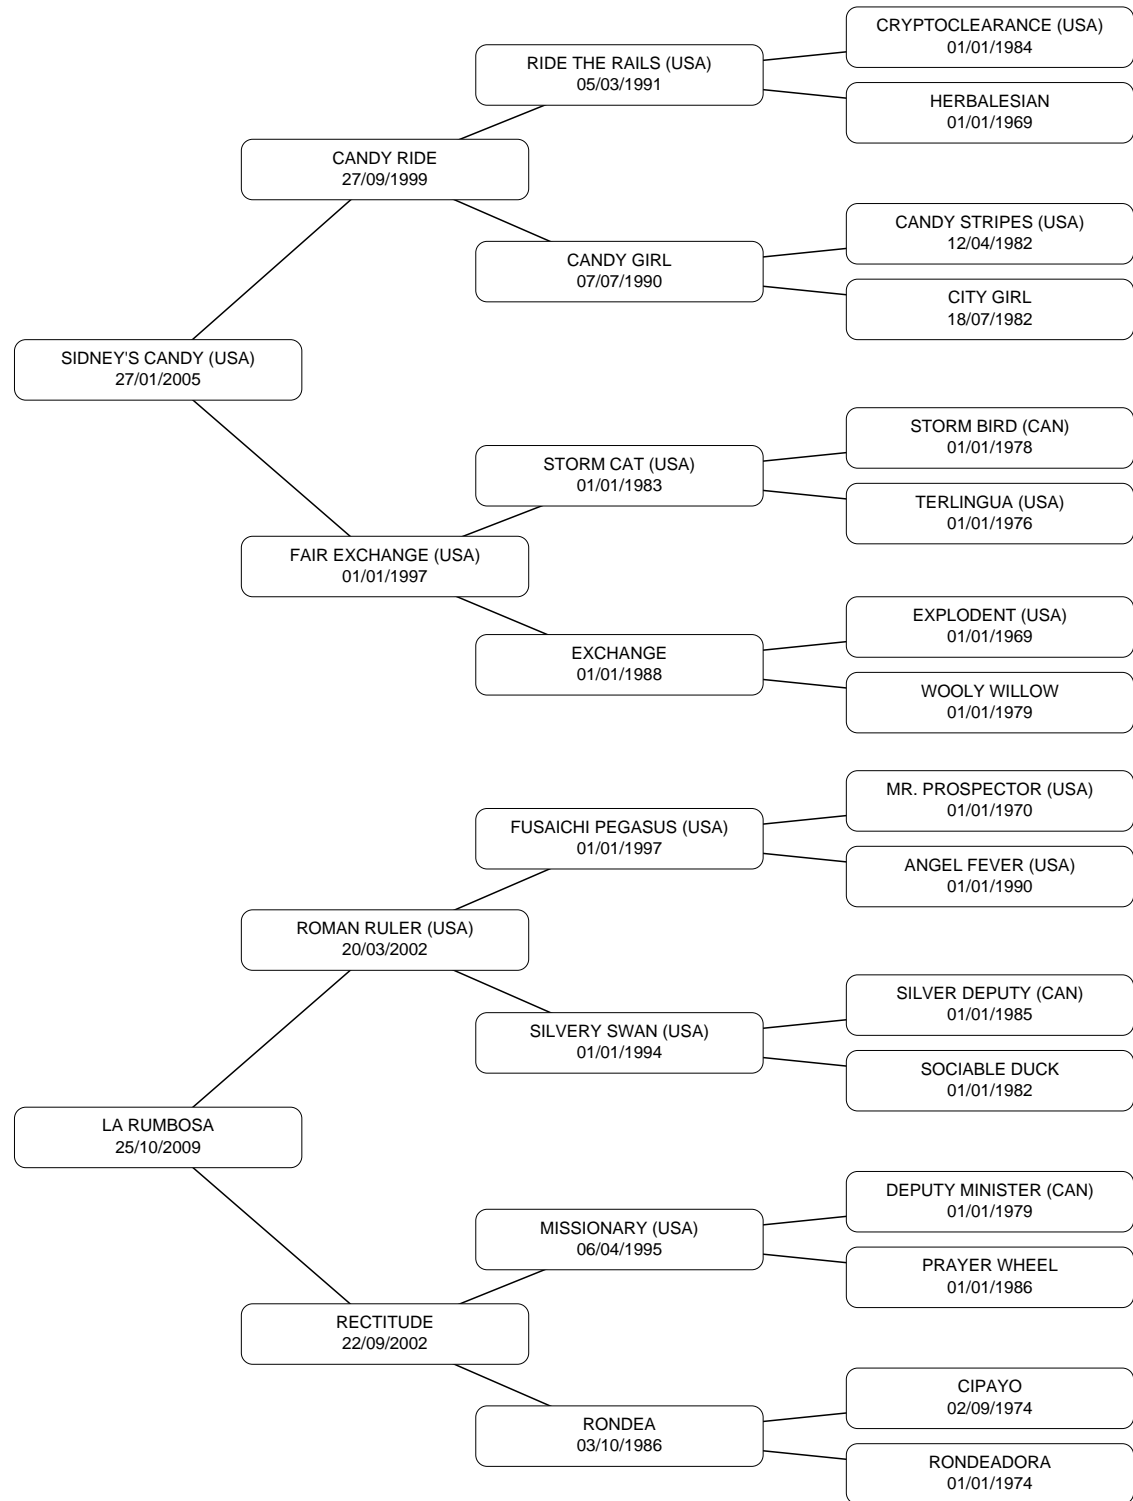 CRYPTOCLEARANCE (USA)
01/01/1984
RIDE THE RAILS (USA)
05/03/1991
HERBALESIAN
01/01/1969
CANDY RIDE
27/09/1999
CANDY STRIPES (USA)
12/04/1982
CANDY GIRL
07/07/1990
CITY GIRL
18/07/1982
SIDNEY'S CANDY (USA)
27/01/2005
STORM BIRD (CAN)
01/01/1978
STORM CAT (USA)
01/01/1983
TERLINGUA (USA)
01/01/1976
FAIR EXCHANGE (USA)
01/01/1997
EXPLODENT (USA)
01/01/1969
EXCHANGE
01/01/1988
WOOLY WILLOW
01/01/1979
MR. PROSPECTOR (USA)
01/01/1970
FUSAICHI PEGASUS (USA)
01/01/1997
ANGEL FEVER (USA)
01/01/1990
ROMAN RULER (USA)
20/03/2002
SILVER DEPUTY (CAN)
01/01/1985
SILVERY SWAN (USA)
01/01/1994
SOCIABLE DUCK
01/01/1982
LA RUMBOSA
25/10/2009
DEPUTY MINISTER (CAN)
01/01/1979
MISSIONARY (USA)
06/04/1995
PRAYER WHEEL
01/01/1986
RECTITUDE
22/09/2002
CIPAYO
02/09/1974
RONDEA
03/10/1986
RONDEADORA
01/01/1974